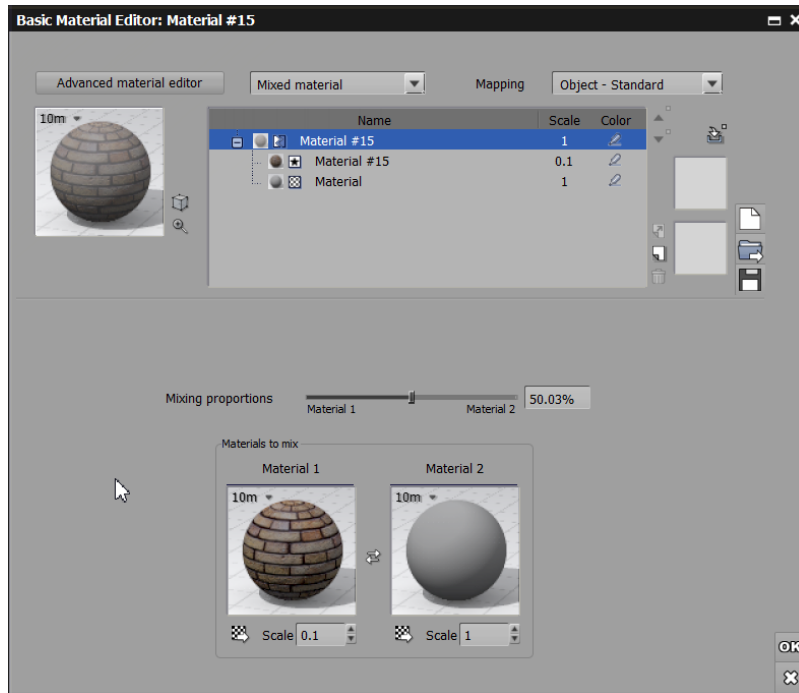 Basic Material Editor: Material #15
Advanced material editor
Mixed material
Mapping
Object - Standard
10m
Name Scale Color
Material #15 1
Material #15 0.1
Material 1
Mixing proportions
50.03%
Material 1 Material 2
Materials to mix
Material 1 Material 2
10m 10m
Scale 0.1 Scale 1
OK